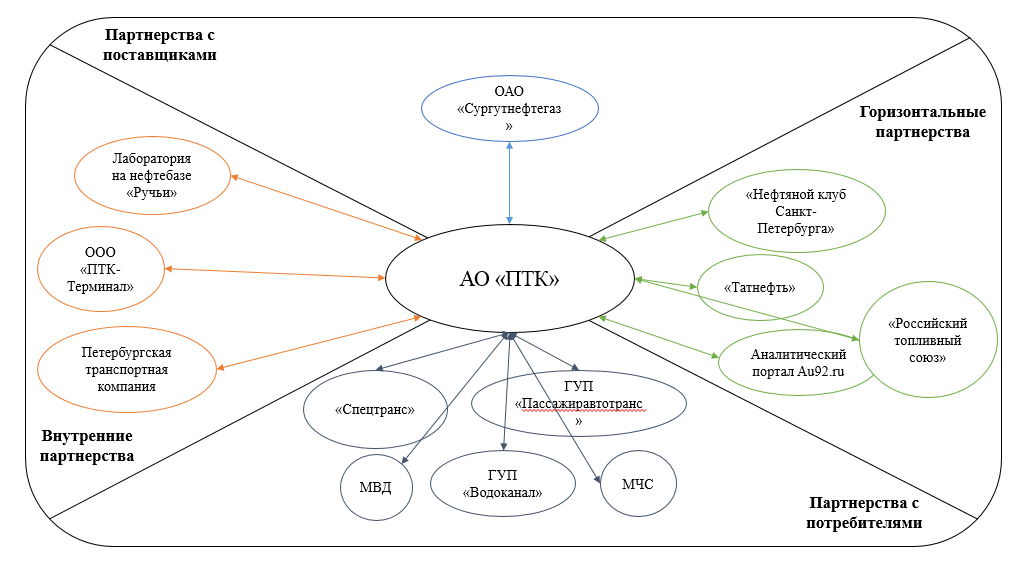 Партнерства с
поставщиками
ОАО
«Сургутнефтегаз
»
Горизонтальные
партнерства
Лаборатория
на нефтебазе
«Ручьи»
«Нефтяной клуб
Санкт-
Петербурга»
ООО
«ПТК-
Терминал»
АО «ПТК»
«Татнефть»
«Российский
топливный
союз»
Петербургская
транспортная
компания
Аналитический
портал Au92.ru
«Спецтранс»
ГУП
«Пассажиравтотранс
»
Внутренние
партнерства
МВД
ГУП
«Водоканал»
МЧС
Партнерства с
потребителями